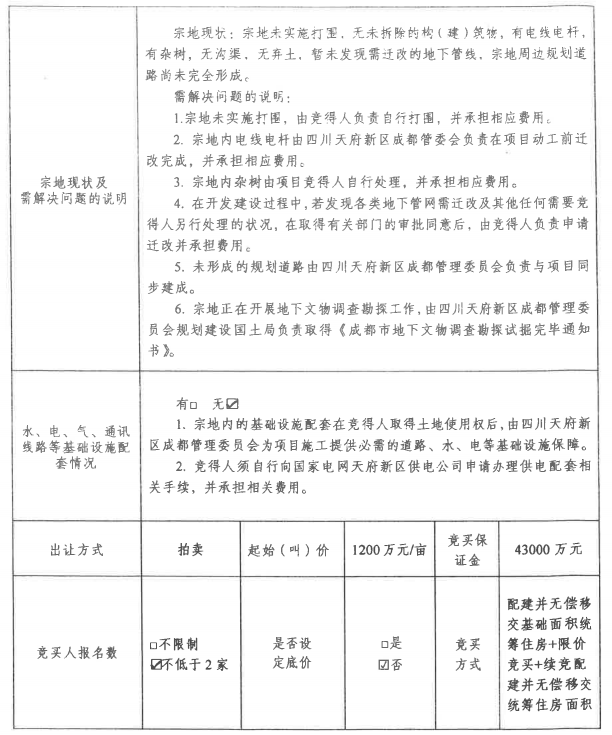 宗地现状及
需解决问题的说明
宗地现状：宗地未实施打围，无未拆除的构（建）筑物，有电线电杆，
有杂树，无沟渠，无弃土，暂未发现需迁改的地下管线，宗地周边规划道
路尚未完全形成。
需解决问题的说明：
1.宗地未实施打围，由竞得人负责自行打围，并承担相应费用。
2. 宗地内电线电杆由四川天府新区成都管委会负责在项目动工前迁
改完成，并承担相应费用。
3. 宗地内杂树由项目竞得人自行处理，并承担相应费用。
4. 在开发建设过程中，若发现各类地下管网需迁改及其他任何需要竞
得人另行处理的状况，在取得有关部门的审批同意后，由竞得人负责申请
迁改并承担费用。
5. 未形成的规划道路由四川天府新区成都管理委员会负责与项目同
步建成。
6. 宗地正在开展地下文物调查勘探工作，由四川天府新区成都管理委
员会规划建设国土局负责取得《成都市地下文物调查勘探试掘完毕通知
书》。
水、电、气、通讯
线路等基础设施配
套情况
有□ 无☑
1. 宗地内的基础设施配套在竞得人取得土地使用权后，由四川天府新
区成都管理委员会为项目施工提供必需的道路、水、电等基础设施保障。
2. 竞得人须自行向国家电网天府新区供电公司申请办理供电配套相
关手续，并承担相关费用。
出让方式
拍卖
起始（叫）价
1200万元/亩
竞买保
证金
43000万元
竞买人报名数
□不限制
☑不低于2家
是否设
定底价
□是
☑否
竞买
方式
配建并无偿移
交基础面积统
筹住房+限价
竞买+续竞配
建并无偿移交
统筹住房面积